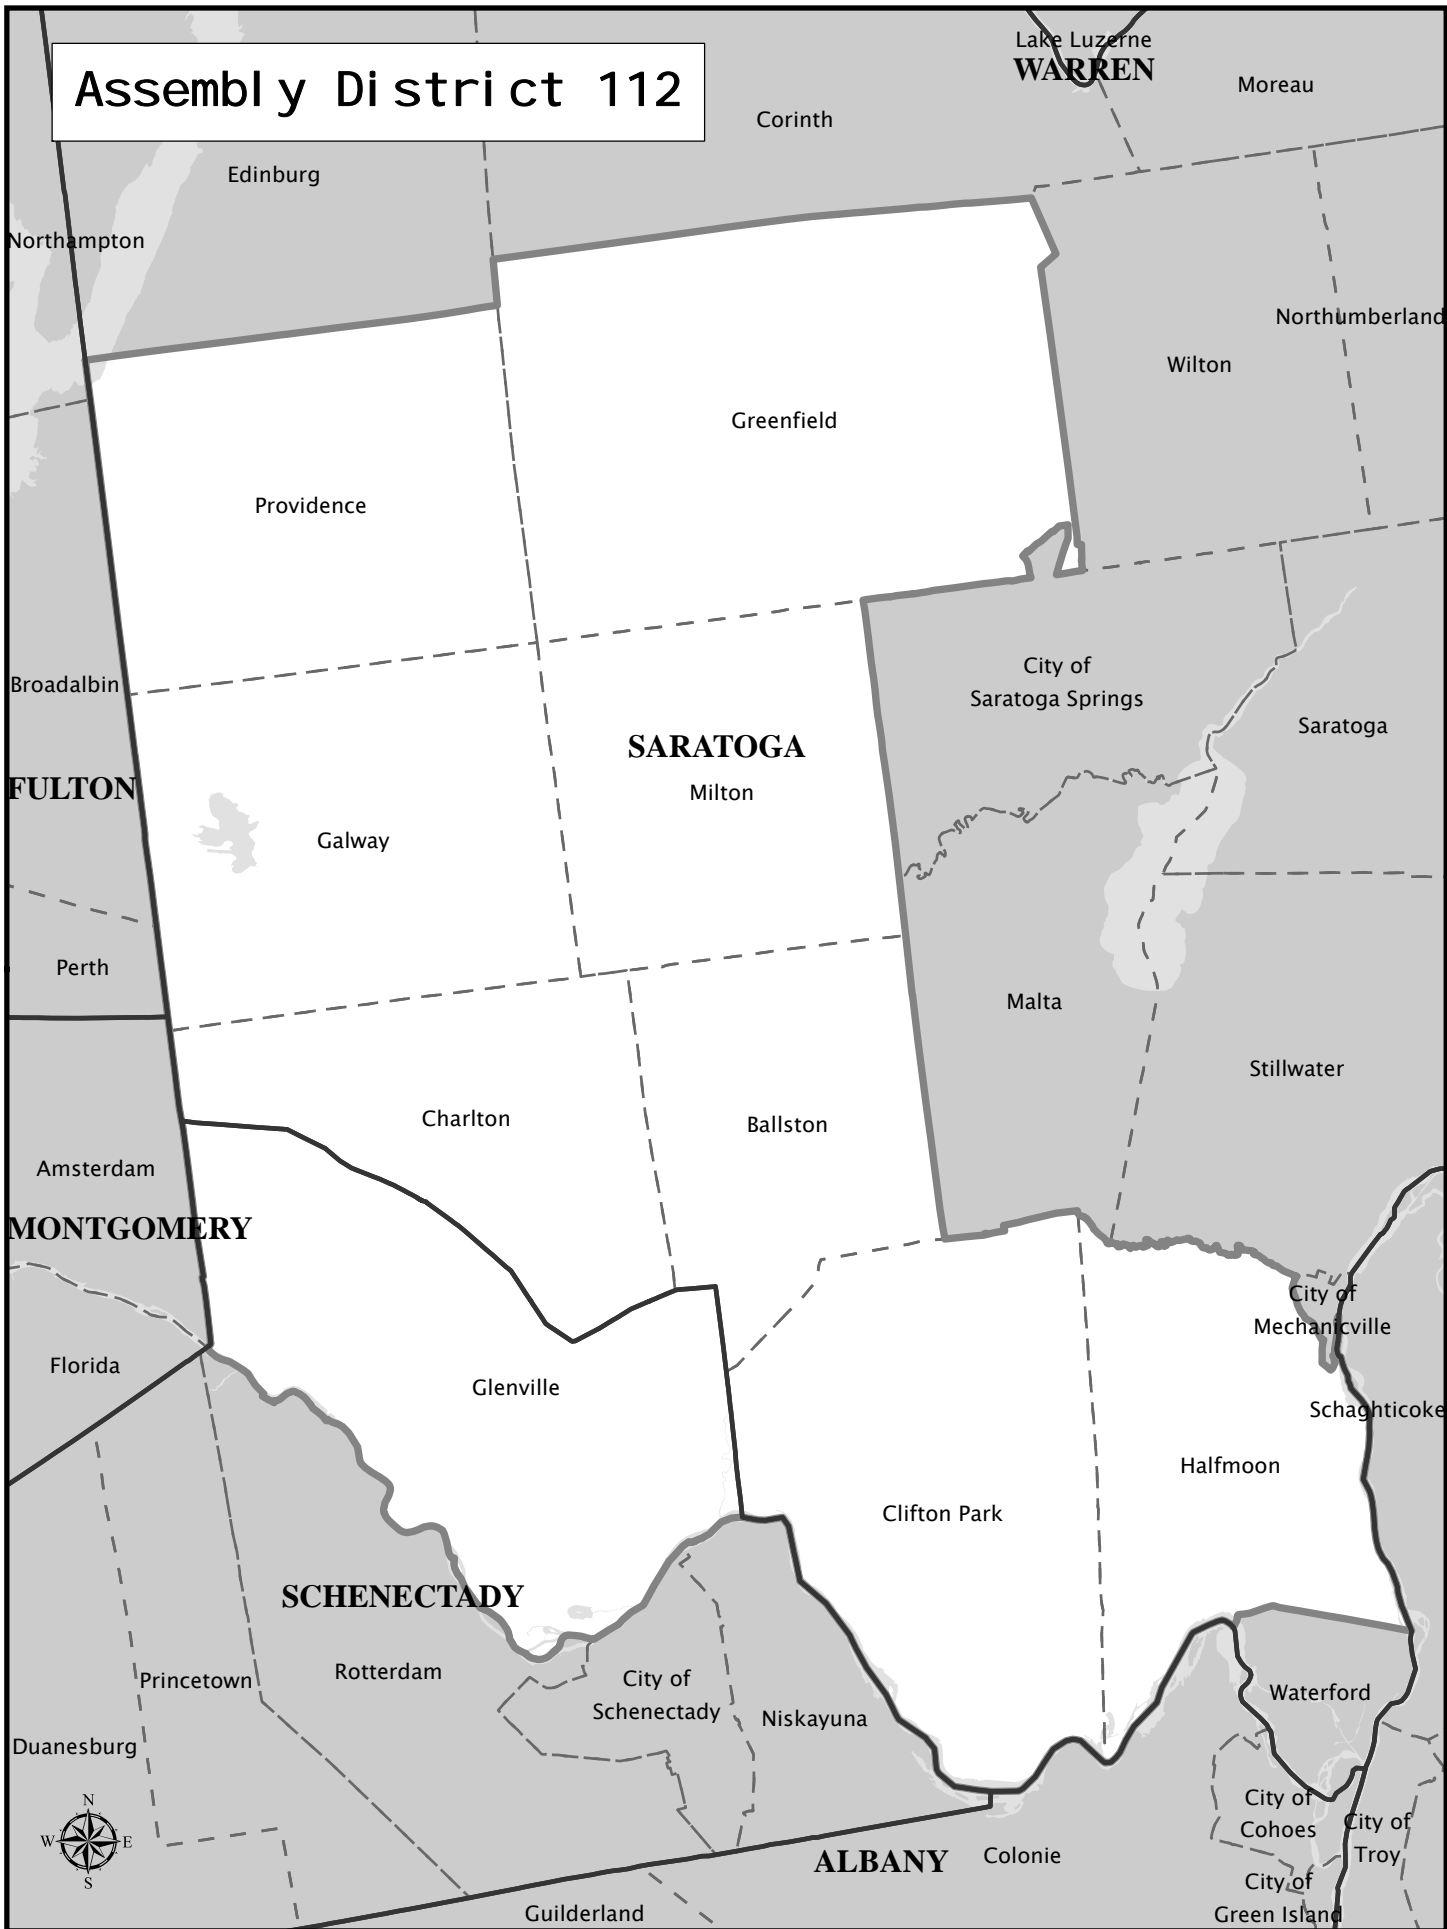 Assembly District 112
Lake Luzerne
WARREN
Moreau
Corinth
Edinburg
Northampton
Northumberland
Wilton
Greenfield
Providence
City of
Saratoga Springs
Broadalbin
Saratoga
SARATOGA
FULTON
Milton
Galway
Perth
Malta
Stillwater
Charlton
Ballston
Amsterdam
MONTGOMERY
City of
Mechanicville
Florida
Glenville
Schaghticoke
Halfmoon
Clifton Park
SCHENECTADY
Rotterdam
Princetown
City of
Schenectady
Niskayuna
Waterford
Duanesburg
N
W E
S
City of
Cohoes
City of
Troy
ALBANY
Colonie
City of
Green Island
Guilderland